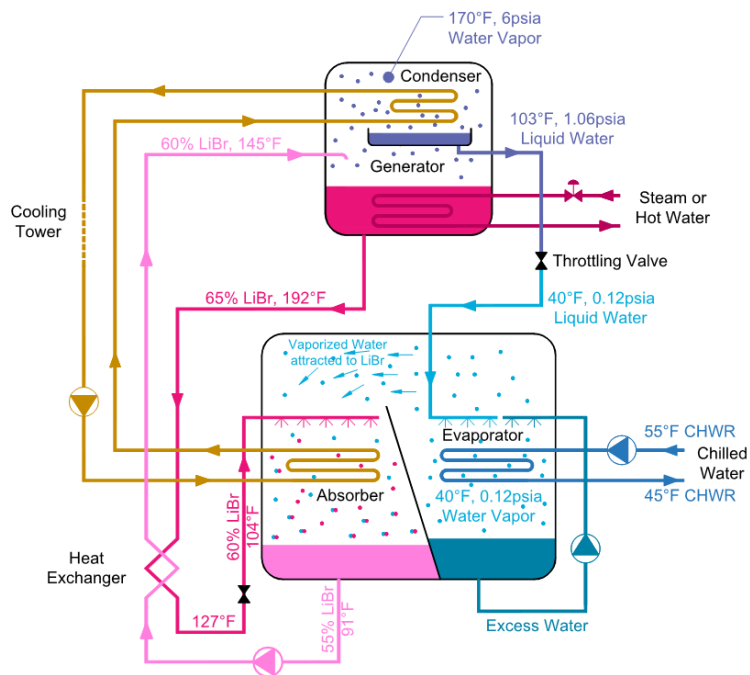 170°F, 6psia
Water Vapor
Condenser
103°F, 1.06psia
Liquid Water
60% LiBr, 145°F
Generator
Steam or
Hot Water
Cooling
Tower
Throttling Valve
65% LiBr, 192°F
40°F, 0.12psia
Liquid Water
Vaporized Water
attracted to LiBr
Evaporator
55°F CHWR
Chilled
Water
45°F CHWR
Absorber
40°F, 0.12psia
Water Vapor
60% LiBr
104°F
Heat
Exchanger
127°F
55% LiBr
91°F
Excess Water